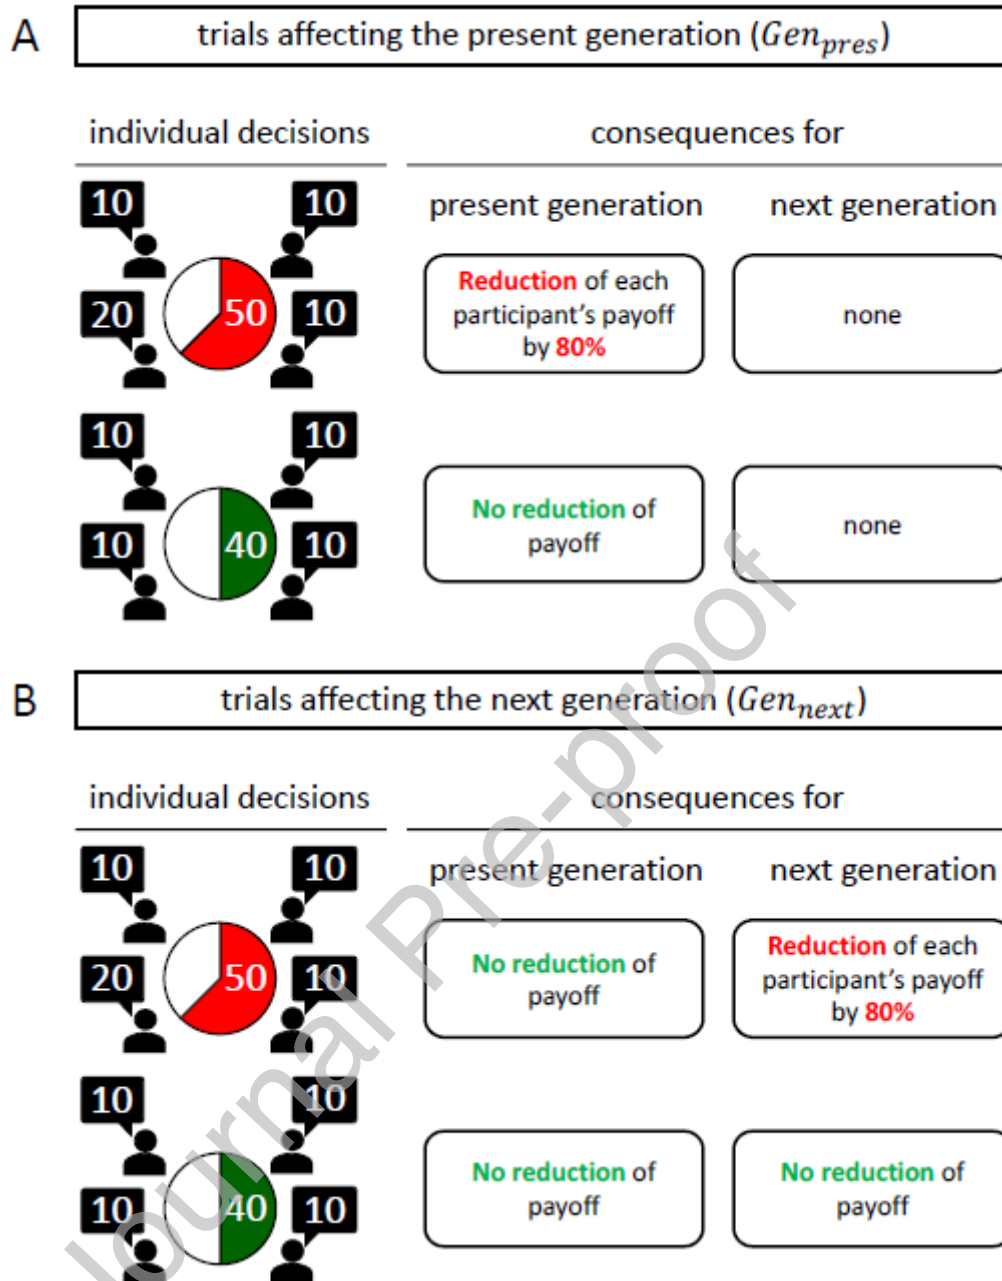 A
trials affecting the present generation (Gen_pres)
individual decisions
consequences for
present generation
next generation
10
10
20
50
10
Reduction of each
participant's payoff
by 80%
none
10
10
10
40
10
No reduction of
payoff
none
B
trials affecting the next generation (Gen_next)
individual decisions
consequences for
present generation
next generation
10
10
20
50
10
No reduction of
payoff
Reduction of each
participant's payoff
by 80%
10
10
10
40
10
No reduction of
payoff
No reduction of
payoff
Journal Pre-proof